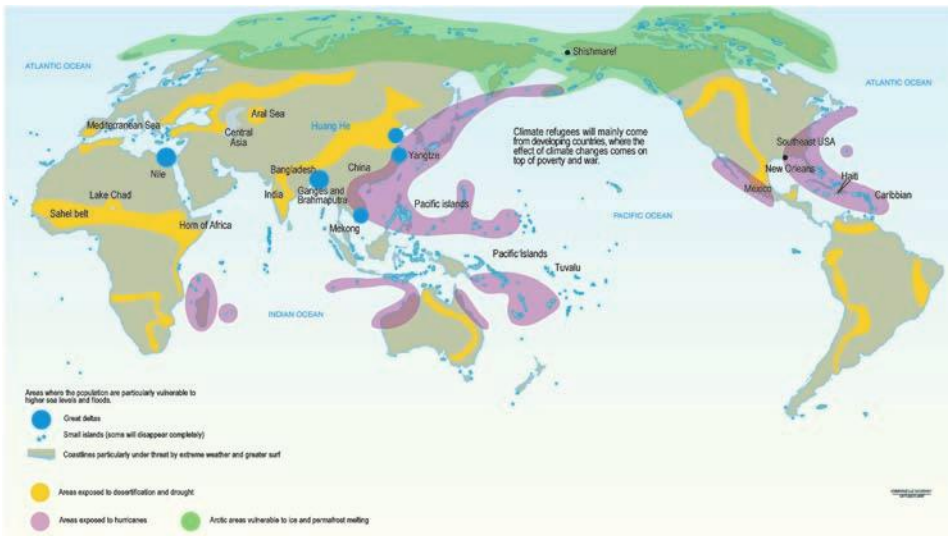 ATLANTIC OCEAN
Shishmaref
ATLANTIC OCEAN
Aral Sea
Mediterranean Sea
Central
Asia
Huang He
Climate refugees will mainly come
from developing countries, where the
effect of climate changes comes on
top of poverty and war.
Southeast USA
Yangtze
Nile
Bangladesh
China
New Orleans
Haiti
Lake Chad
India
Ganges and
Brahmaputra
Mexico
Caribbian
Sahel belt
Horn of Africa
Mekong
Pacific islands
PACIFIC OCEAN
Pacific Islands
Tuvalu
INDIAN OCEAN
Areas where the population are particularly vulnerable to
higher sea levels and floods.
Great deltas
Small islands (some will disappear completely)
Coastlines particularly under threat by extreme weather and greater surf
Areas exposed to desertification and drought
Areas exposed to hurricanes
Arctic areas vulnerable to ice and permafrost melting